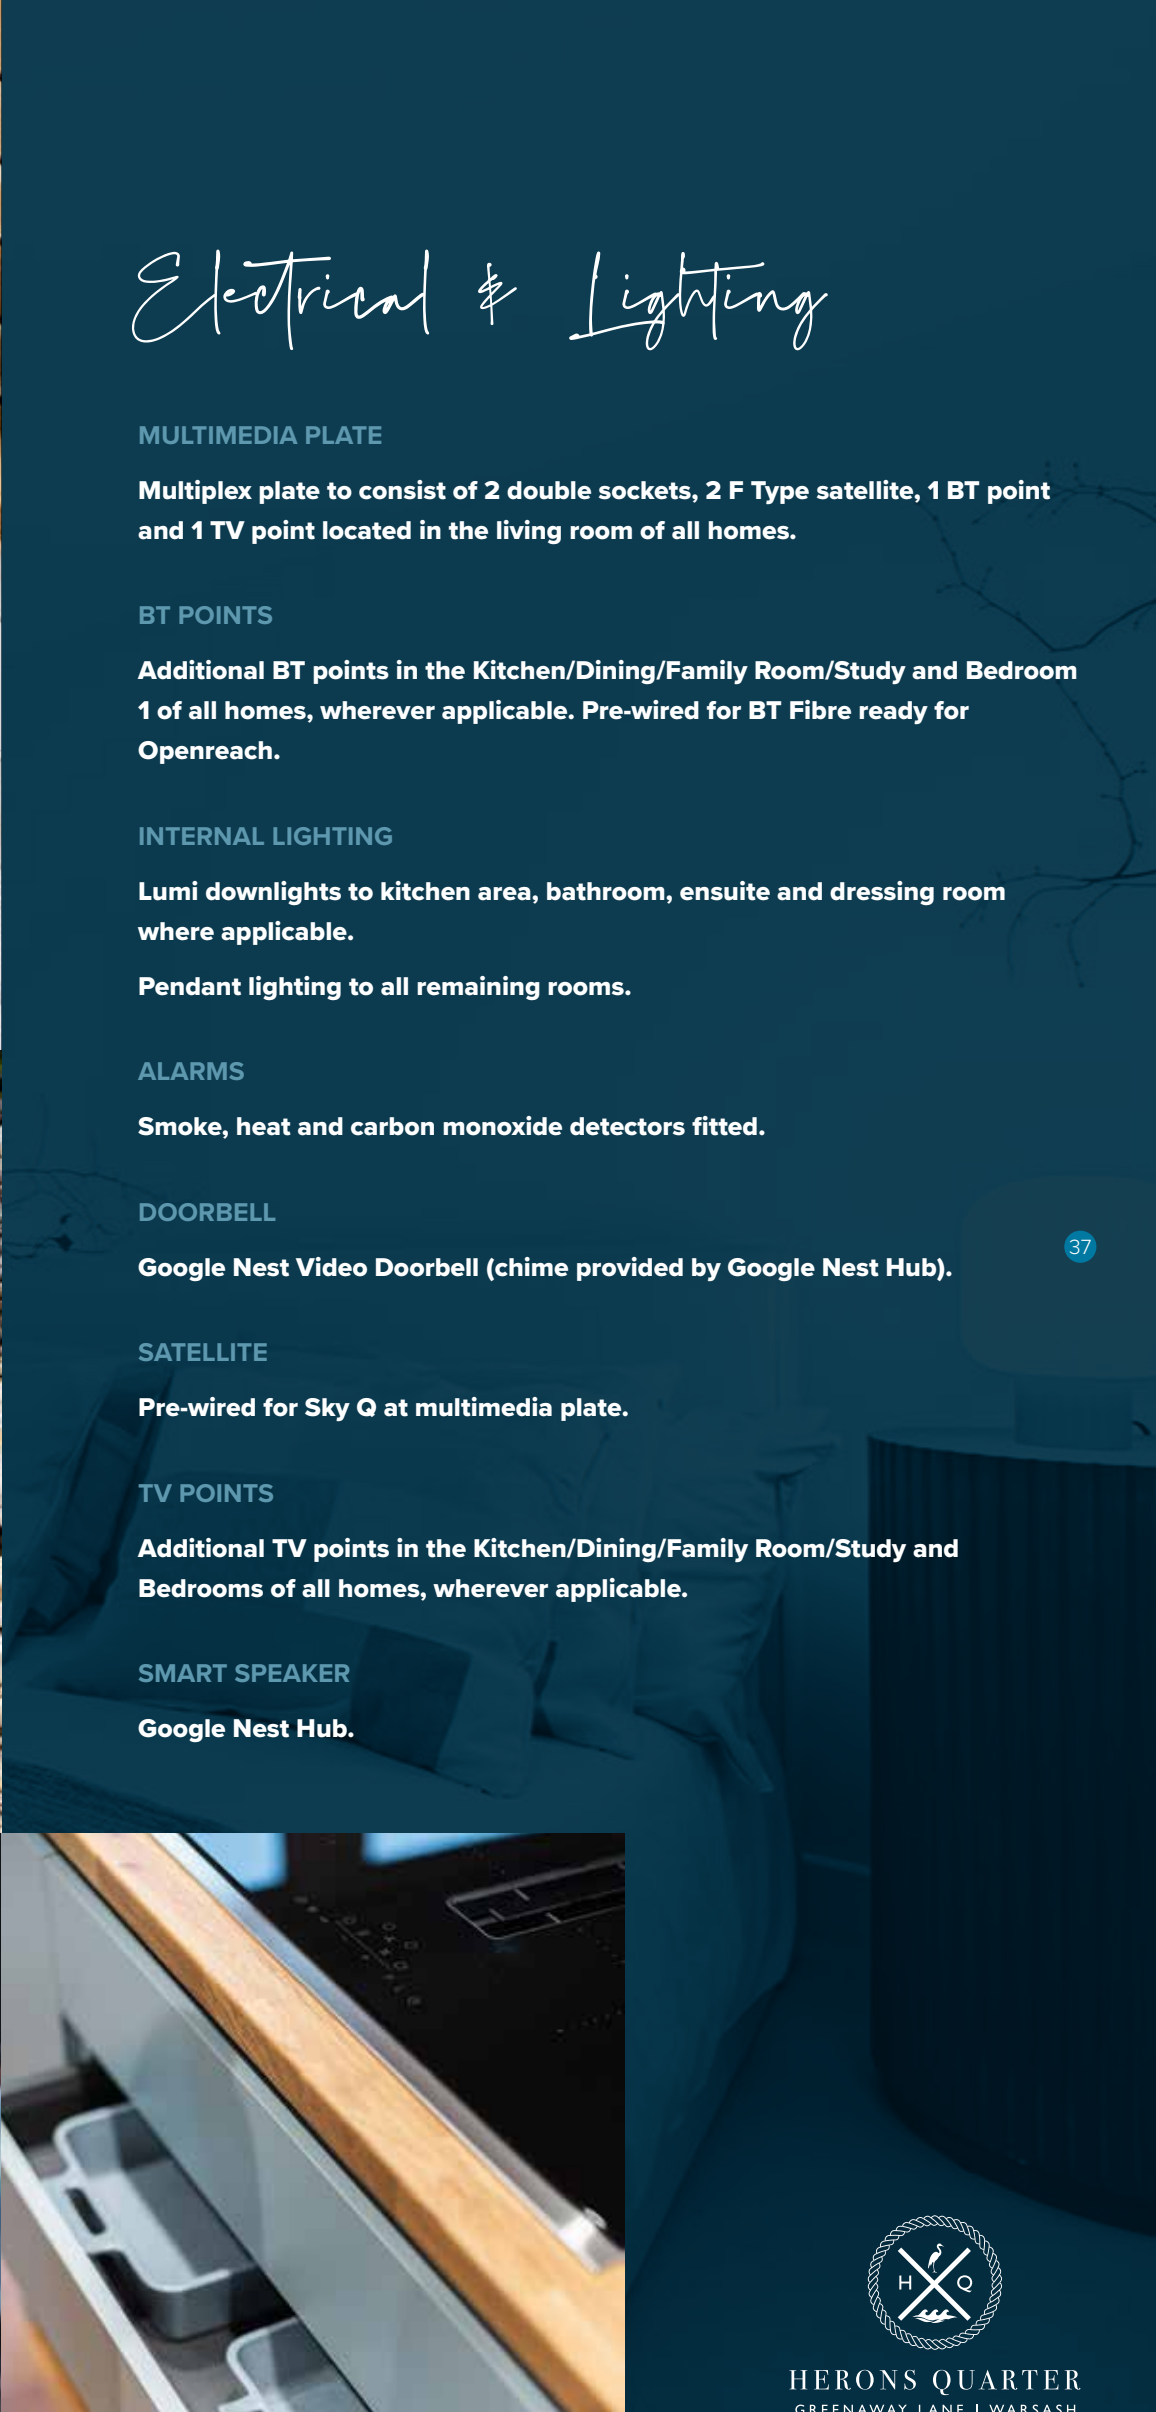 Electrical & Lighting
MULTIMEDIA PLATE
Multiplex plate to consist of 2 double sockets, 2 F Type satellite, 1 BT point
and 1 TV point located in the living room of all homes.
BT POINTS
Additional BT points in the Kitchen/Dining/Family Room/Study and Bedroom
1 of all homes, wherever applicable. Pre-wired for BT Fibre ready for
Openreach.
INTERNAL LIGHTING
Lumi downlights to kitchen area, bathroom, ensuite and dressing room
where applicable.
Pendant lighting to all remaining rooms.
ALARMS
Smoke, heat and carbon monoxide detectors fitted.
DOORBELL
Google Nest Video Doorbell (chime provided by Google Nest Hub).
37
SATELLITE
Pre-wired for Sky Q at multimedia plate.
TV POINTS
Additional TV points in the Kitchen/Dining/Family Room/Study and
Bedrooms of all homes, wherever applicable.
SMART SPEAKER
Google Nest Hub.
H Q
HERONS QUARTER
GREENAWAY LANE | WARSASH